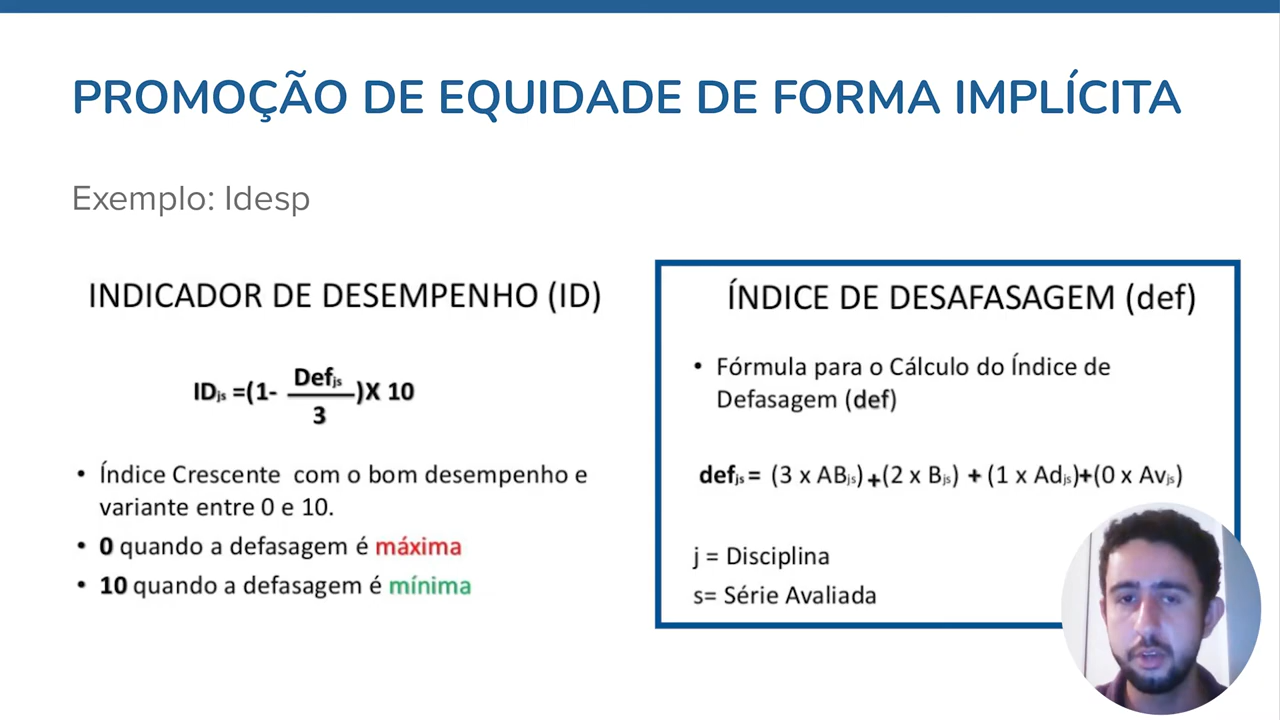 PROMOÇÃO DE EQUIDADE DE FORMA IMPLÍCITA
Exemplo: Idesp
INDICADOR DE DESEMPENHO (ID)
IDjs =(1- Defjs / 3 )X 10
• Índice Crescente com o bom desempenho e
variante entre 0 e 10.
• 0 quando a defasagem é máxima
• 10 quando a defasagem é mínima
ÍNDICE DE DESAFASAGEM (def)
• Fórmula para o Cálculo do Índice de
Defasagem (def)
defjs = (3 x ABjs) +(2 x Bjs) + (1 x Adjs)+(0 x Avjs)
j = Disciplina
s= Série Avaliada